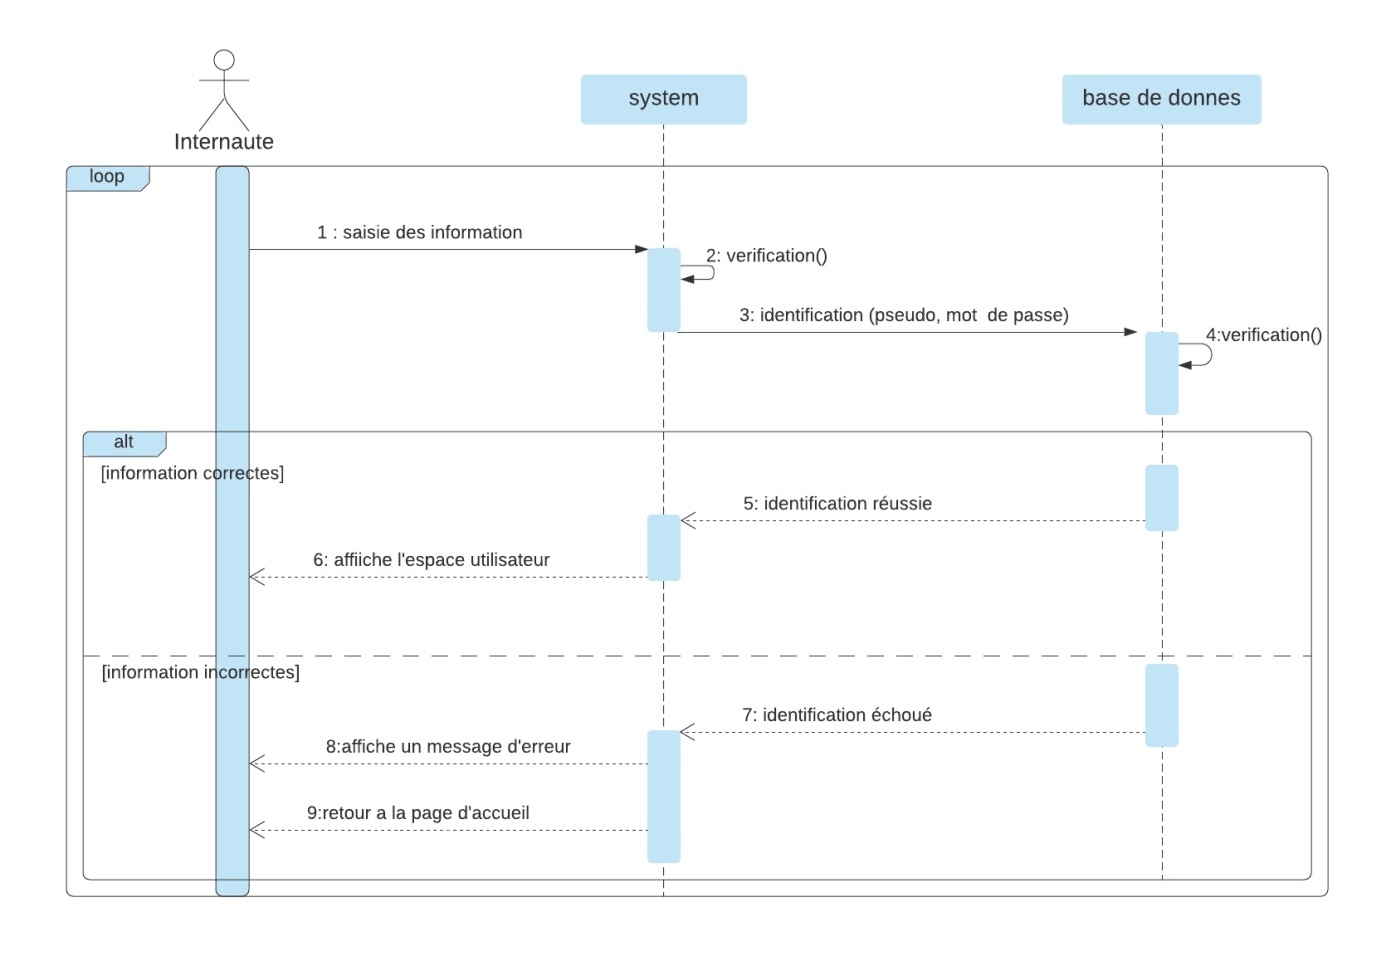 Internaute
system
base de donnes
loop
1 : saisie des information
2: verification()
3: identification (pseudo, mot  de passe)
4:verification()
alt
[information correctes]
5: identification réussie
6: affiiche l'espace utilisateur
[information incorrectes]
7: identification échoué
8:affiche un message d'erreur
9:retour a la page d'accueil